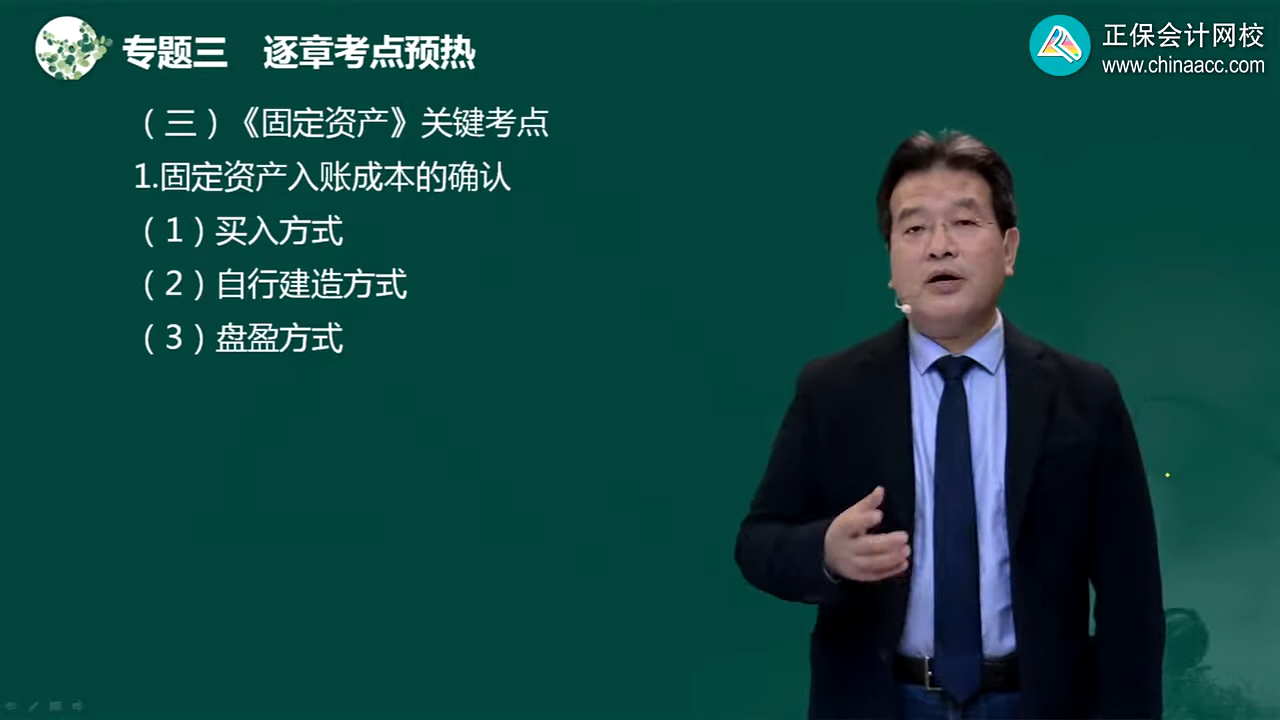 专题三 逐章考点预热
正保会计网校
www.chinaacc.com
（三）《固定资产》关键考点
1.固定资产入账成本的确认
（1）买入方式
（2）自行建造方式
（3）盘盈方式